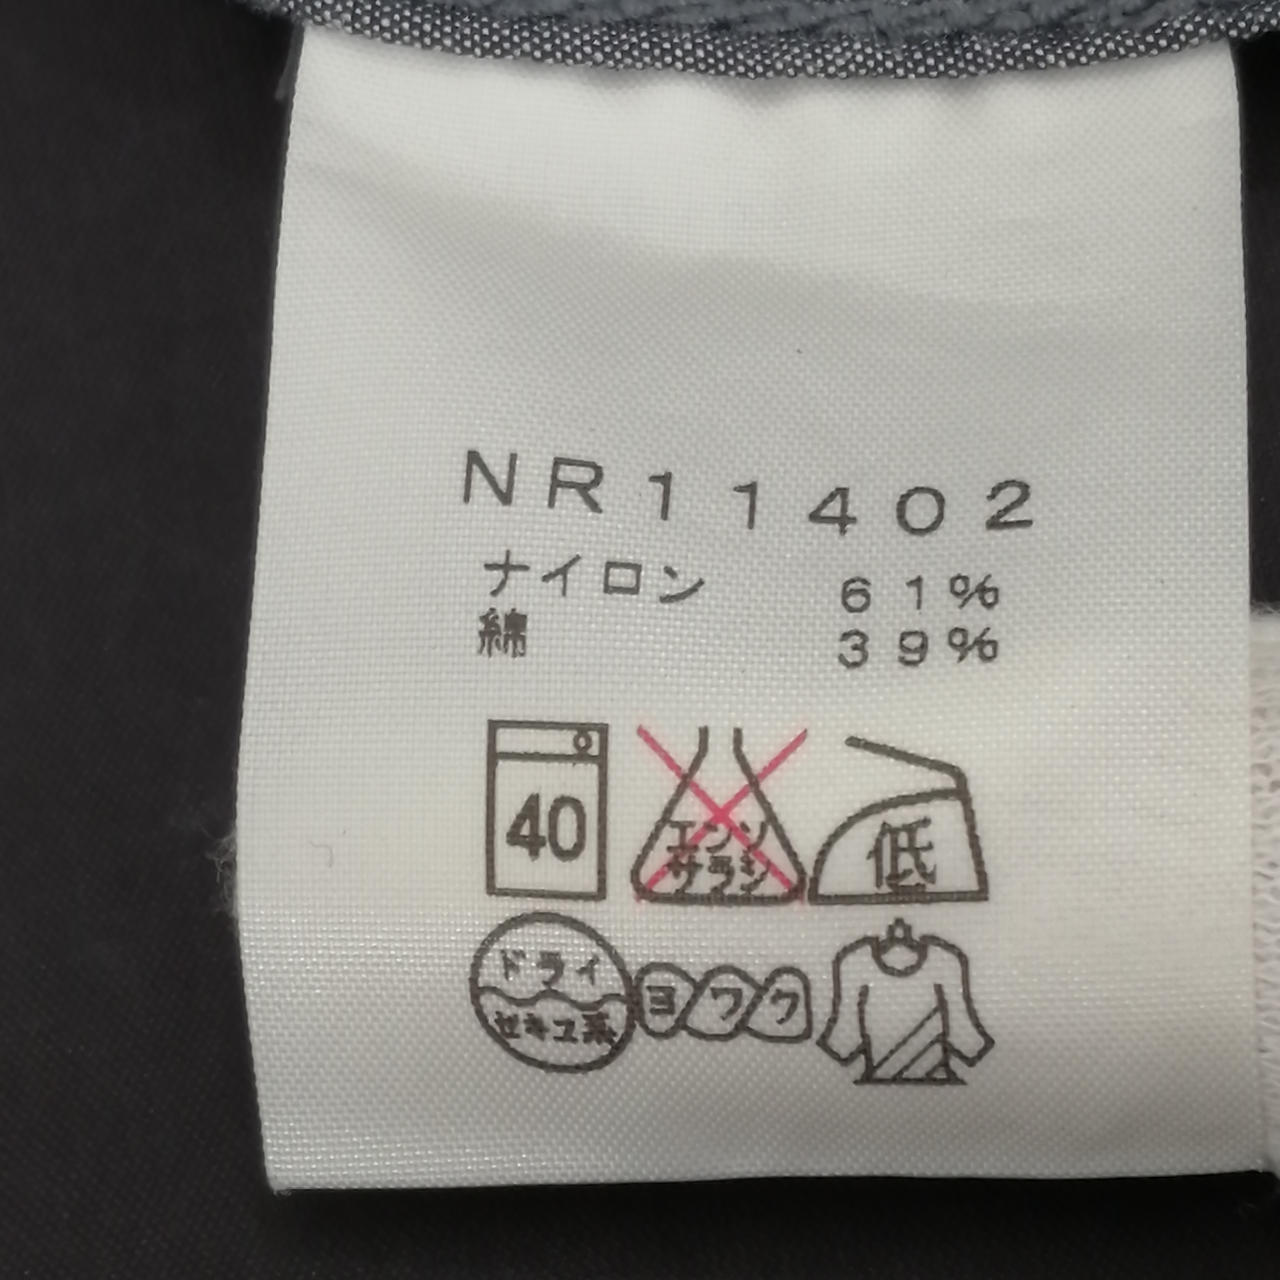 NR11402
ナイロン 61%
綿 39%
40
エンソ
サラシ
低
ドライ
セキユ系
ヨワク